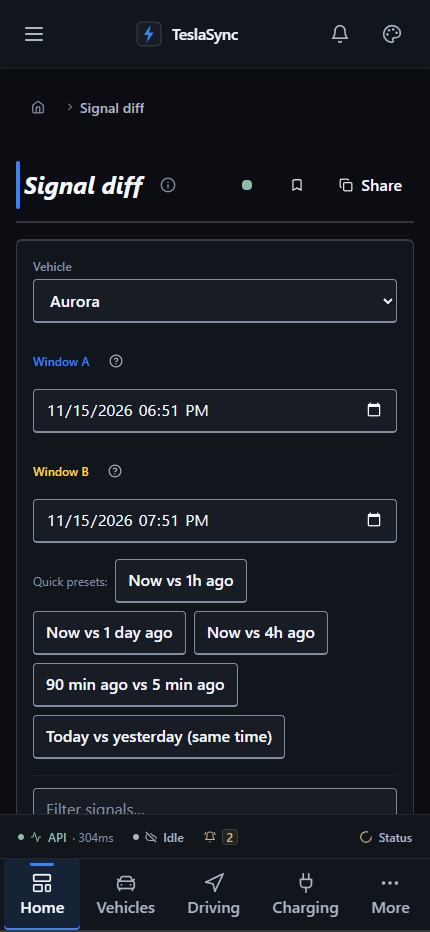 TeslaSync
Signal diff
Signal diff
Share
Vehicle
Aurora
Window A
11/15/2026 06:51 PM
Window B
11/15/2026 07:51 PM
Quick presets: Now vs 1h ago
Now vs 1 day ago Now vs 4h ago
90 min ago vs 5 min ago
Today vs yesterday (same time)
Filter signals...
API · 304ms Idle 2 Status
Home Vehicles Driving Charging More